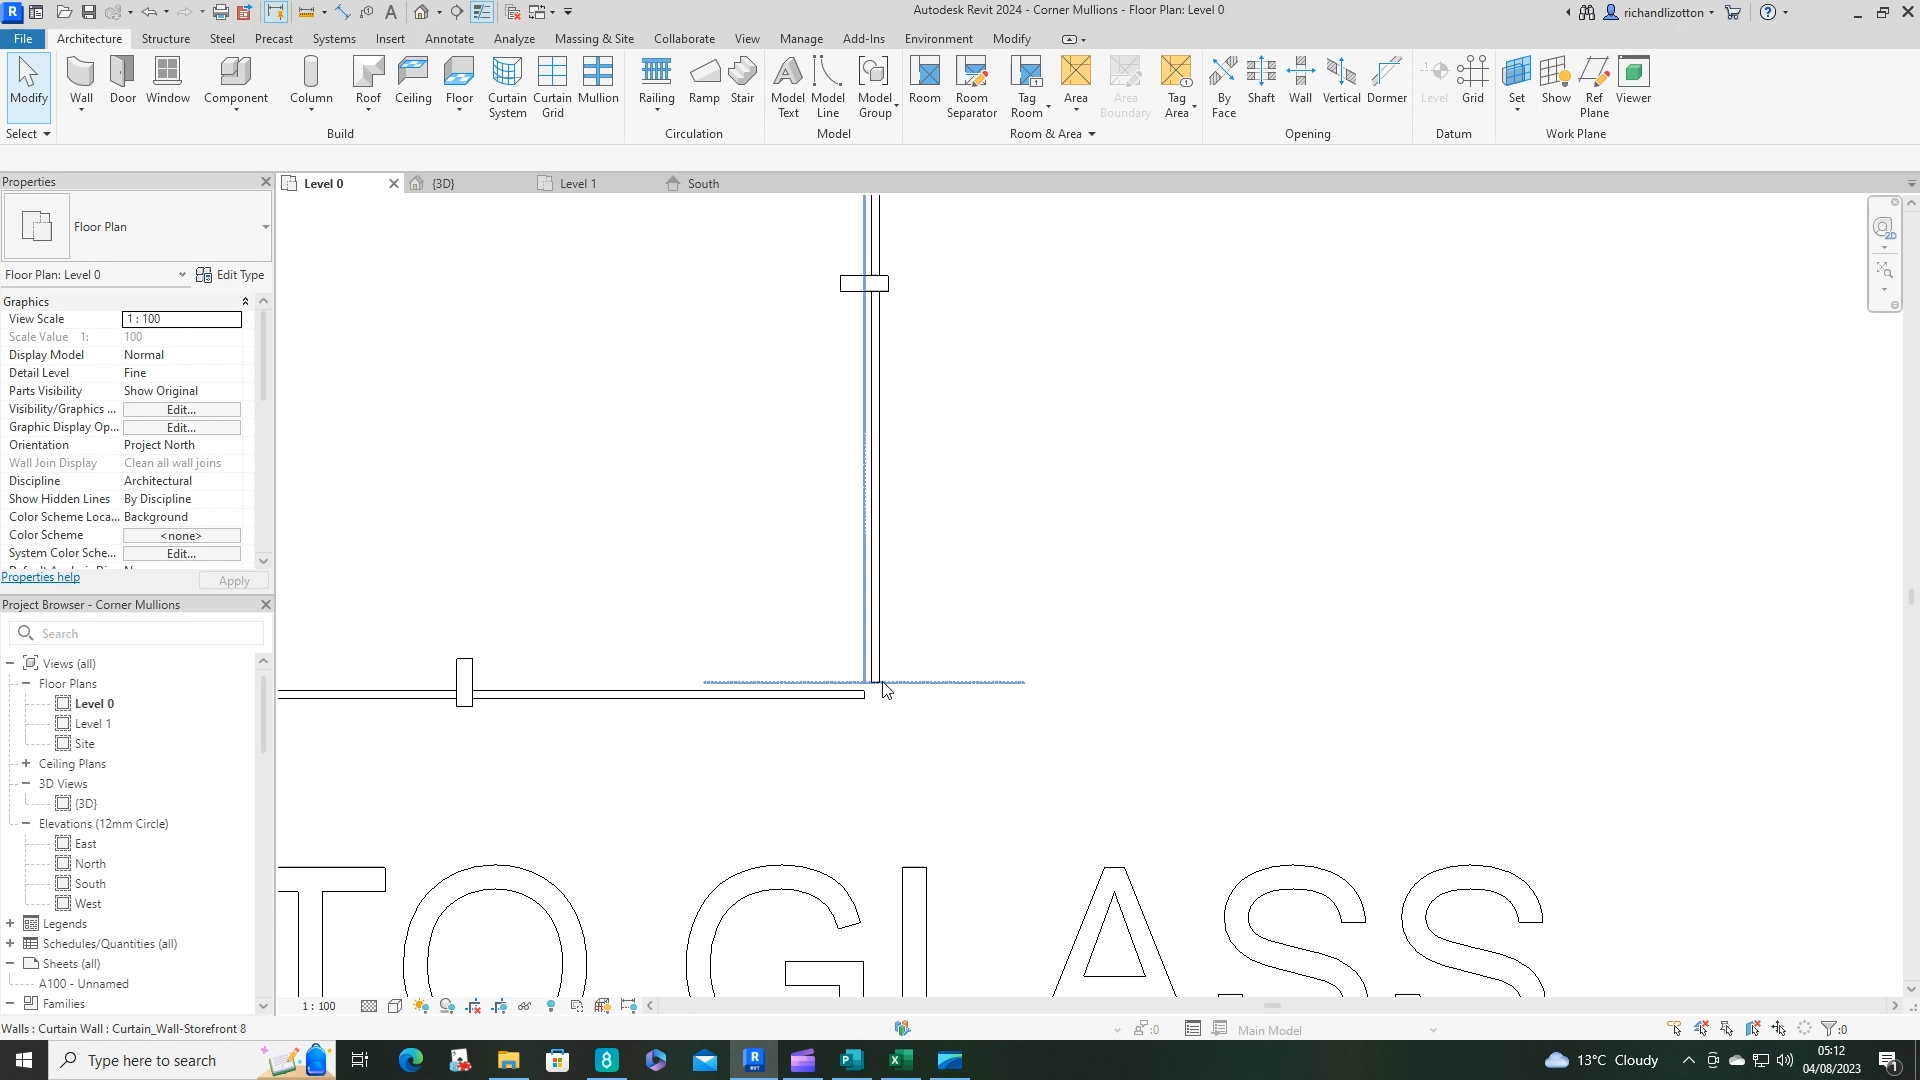 Autodesk Revit 2024 - Corner Mullions - Floor Plan: Level 0
richandlizotton
File Architecture Structure Steel Precast Systems Insert Annotate Analyze Massing & Site Collaborate View Manage Add-Ins Environment Modify
Modify Wall Door Window Component Column Roof Ceiling Floor Curtain System Curtain Grid Mullion Railing Ramp Stair Model Text Model Line Model Group Room Room Separator Tag Room Area Area Boundary Tag Area By Face Shaft Wall Vertical Dormer Level Grid Set Show Ref Plane Viewer
Select Build Circulation Model Room & Area Opening Datum Work Plane
Properties
Level 0 {3D} Level 1 South
Floor Plan
Floor Plan: Level 0 Edit Type
Graphics
View Scale 1 : 100
Scale Value 1: 100
Display Model Normal
Detail Level Fine
Parts Visibility Show Original
Visibility/Graphics ... Edit...
Graphic Display Op... Edit...
Orientation Project North
Wall Join Display Clean all wall joins
Discipline Architectural
Show Hidden Lines By Discipline
Color Scheme Loca... Background
Color Scheme <none>
System Color Sche... Edit...
Properties help Apply
Project Browser - Corner Mullions
Search
Views (all)
Floor Plans
Level 0
Level 1
Site
Ceiling Plans
3D Views
{3D}
Elevations (12mm Circle)
East
North
South
West
Legends
Schedules/Quantities (all)
Sheets (all)
A100 - Unnamed
Families
TO GLASS
1 : 100
Walls : Curtain Wall : Curtain_Wall-Storefront 8
:0 Main Model :0
Type here to search
13°C Cloudy
05:12
04/08/2023